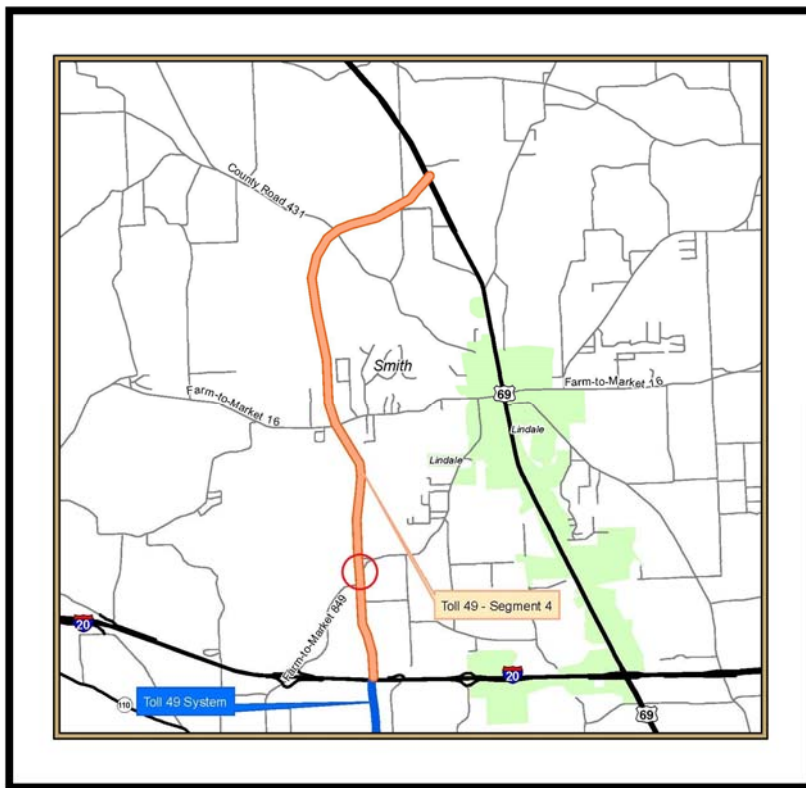 County Road 431
Smith
Farm-to-Market 16
Farm-to-Market 16
69
Lindale
Lindale
Toll 49 - Segment 4
Farm-to-Market 849
20
20
110
Toll 49 System
69